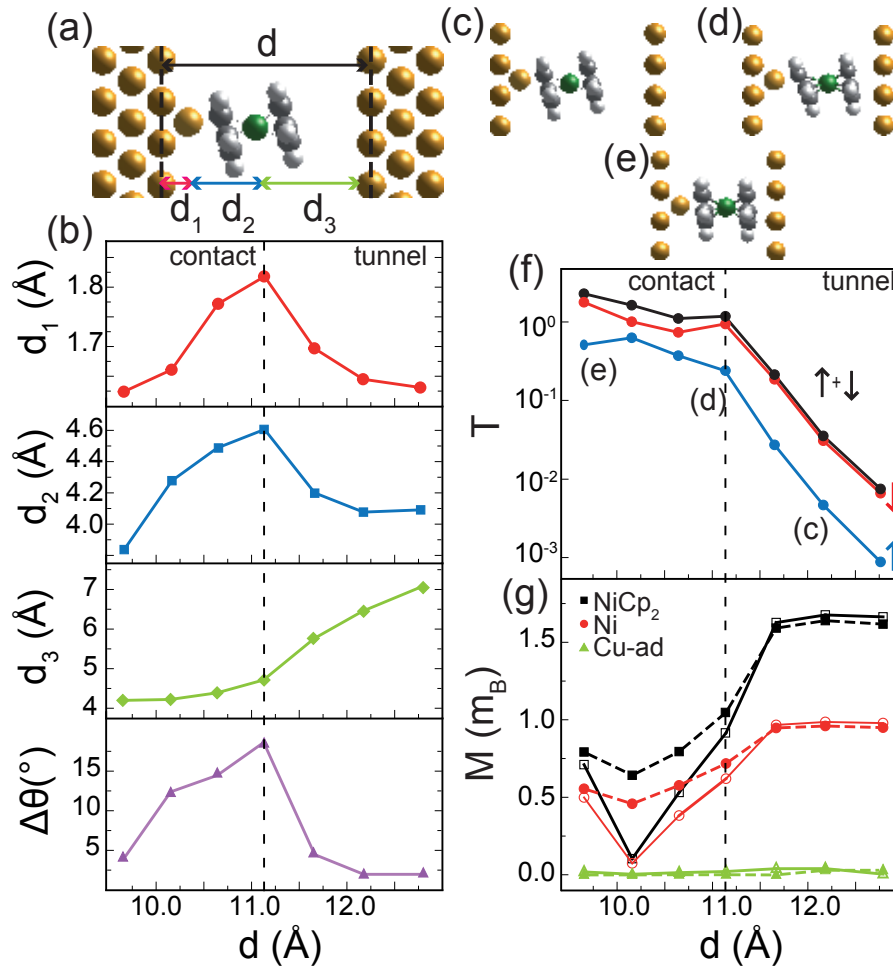 (a)
d
d₁
d₂
d₃
(c)
(d)
(e)
(b)
contact
tunnel
d₁ (Å)
1.8
1.7
d₂ (Å)
4.6
4.4
4.2
4.0
d₃ (Å)
7
6
5
4
Δθ(°)
15
10
5
10.0 11.0 12.0
d (Å)
(f)
contact
tunnel
T
10⁰
10⁻¹
10⁻²
10⁻³
(e)
(d)
(c)
↑+↓
↓
↑
(g)
NiCp₂
Ni
Cu-ad
M (m_B)
1.5
1.0
0.5
0.0
10.0 11.0 12.0
d (Å)